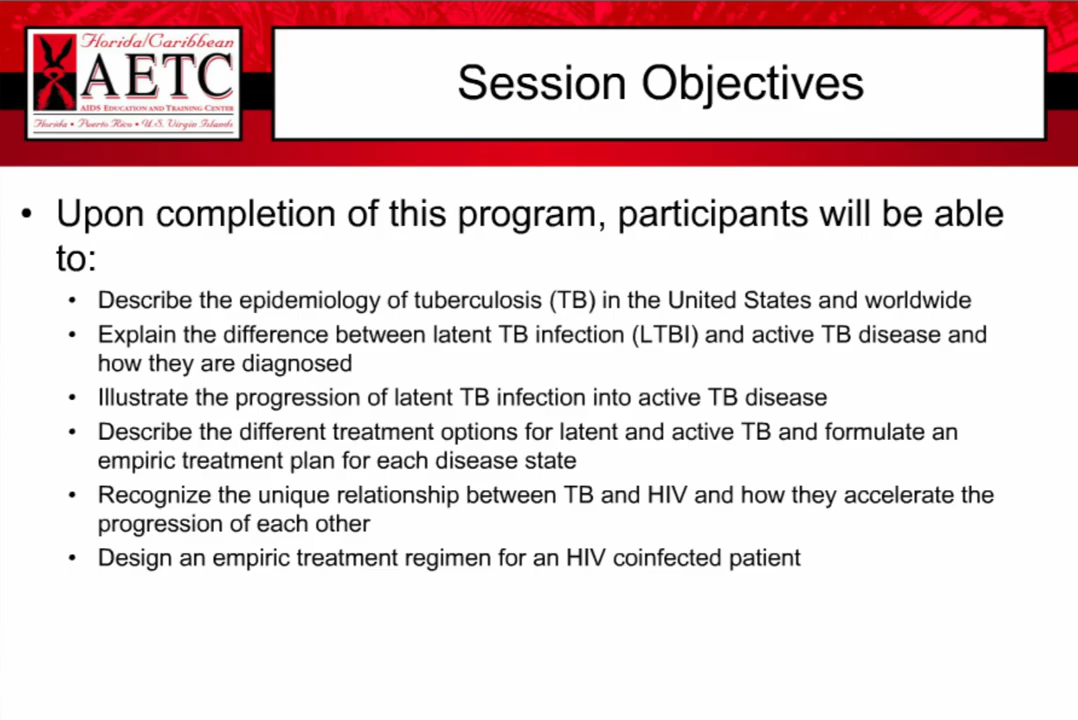 Florida/Caribbean
AETC
AIDS EDUCATION AND TRAINING CENTER
Florida • Puerto Rico • U.S. Virgin Islands
Session Objectives
• Upon completion of this program, participants will be able
to:
• Describe the epidemiology of tuberculosis (TB) in the United States and worldwide
• Explain the difference between latent TB infection (LTBI) and active TB disease and
how they are diagnosed
• Illustrate the progression of latent TB infection into active TB disease
• Describe the different treatment options for latent and active TB and formulate an
empiric treatment plan for each disease state
• Recognize the unique relationship between TB and HIV and how they accelerate the
progression of each other
• Design an empiric treatment regimen for an HIV coinfected patient